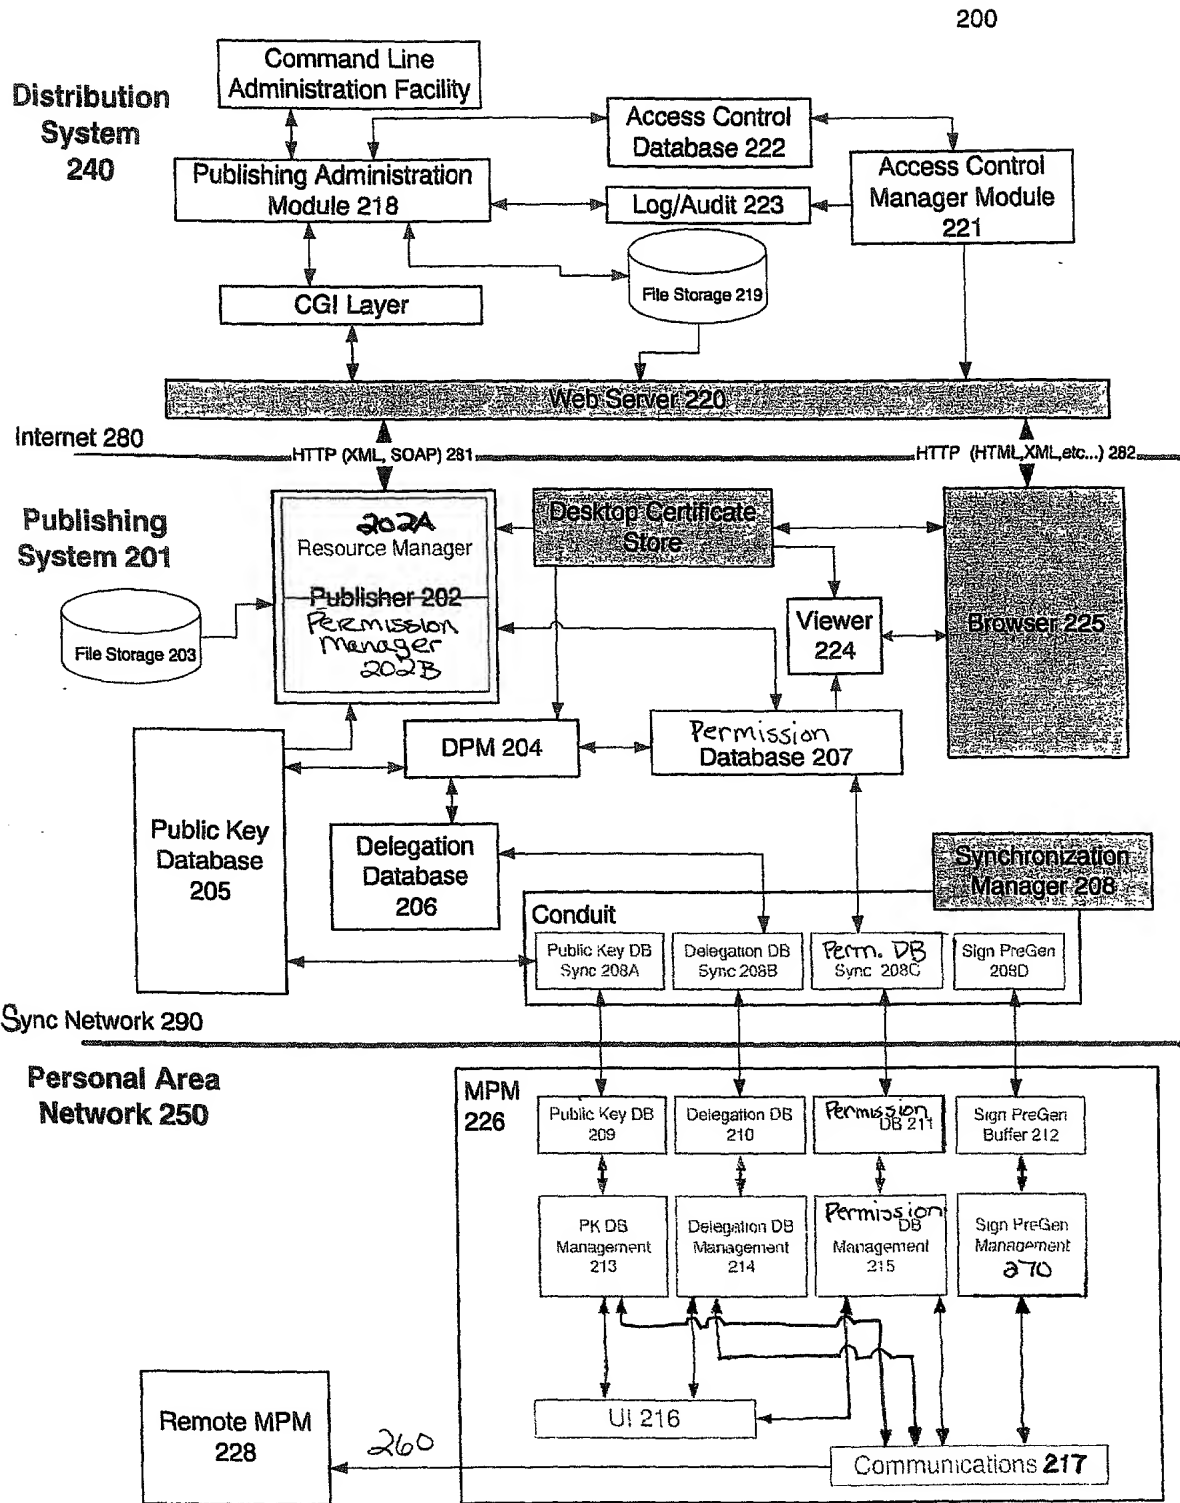 200
Command Line
Administration Facility
Distribution
System
240
Access Control
Database 222
Publishing Administration
Module 218
Access Control
Manager Module
221
Log/Audit 223
File Storage 219
CGI Layer
Web Server 220
Internet 280
HTTP (XML, SOAP) 281
HTTP (HTML,XML,etc...) 282
Publishing
System 201
202A
Resource Manager
Publisher 202
Permission
Manager
202B
Desktop Certificate
Store
File Storage 203
Viewer
224
Browser 225
DPM 204
Permission
Database 207
Public Key
Database
205
Delegation
Database
206
Synchronization
Manager 208
Conduit
Public Key DB
Sync 208A
Delegation DB
Sync 208B
Perm. DB
Sync 208C
Sign PreGen
208D
Sync Network 290
Personal Area
Network 250
MPM
226
Public Key DB
209
Delegation DB
210
Permission
DB 211
Sign PreGen
Buffer 212
PK DB
Management
213
Delegation DB
Management
214
Permission
DB
Management
215
Sign PreGen
Management
270
UI 216
Remote MPM
228
260
Communications 217